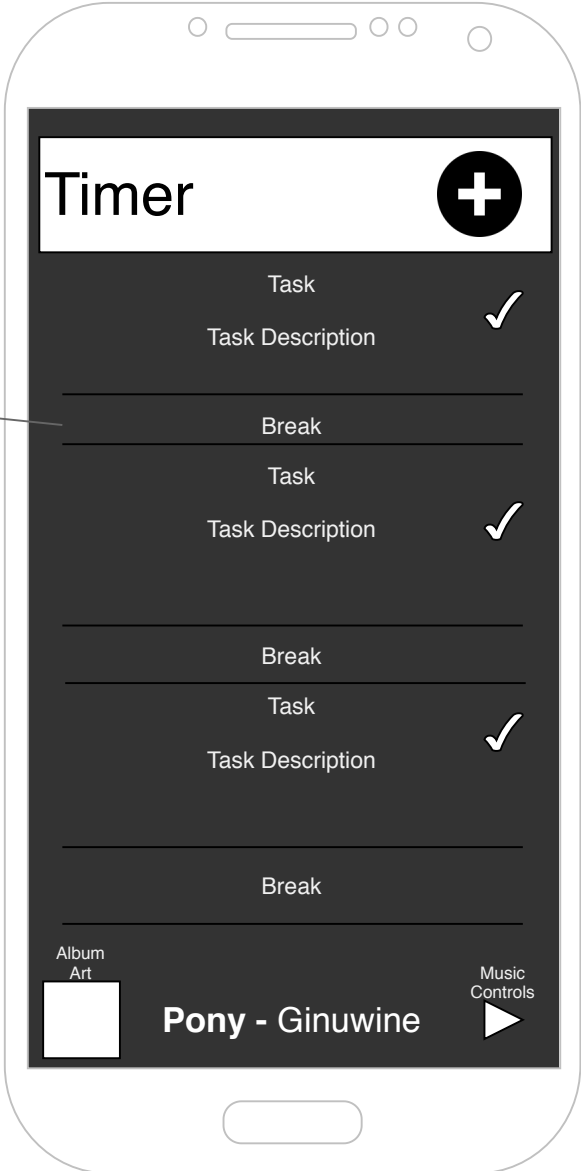 Timer
Task
Task Description
Break
Task
Task Description
Break
Task
Task Description
Break
Album
Art
Pony - Ginuwine
Music
Controls